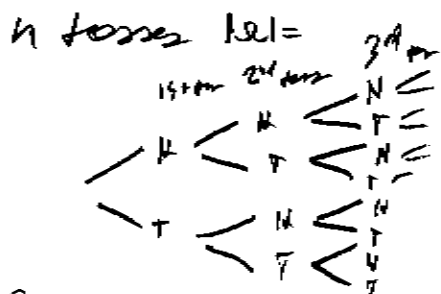 n tosses |Ω|=
1st toss 2nd toss 3rd toss
H
H T
H
T H
T
H
T H
T T
H
T